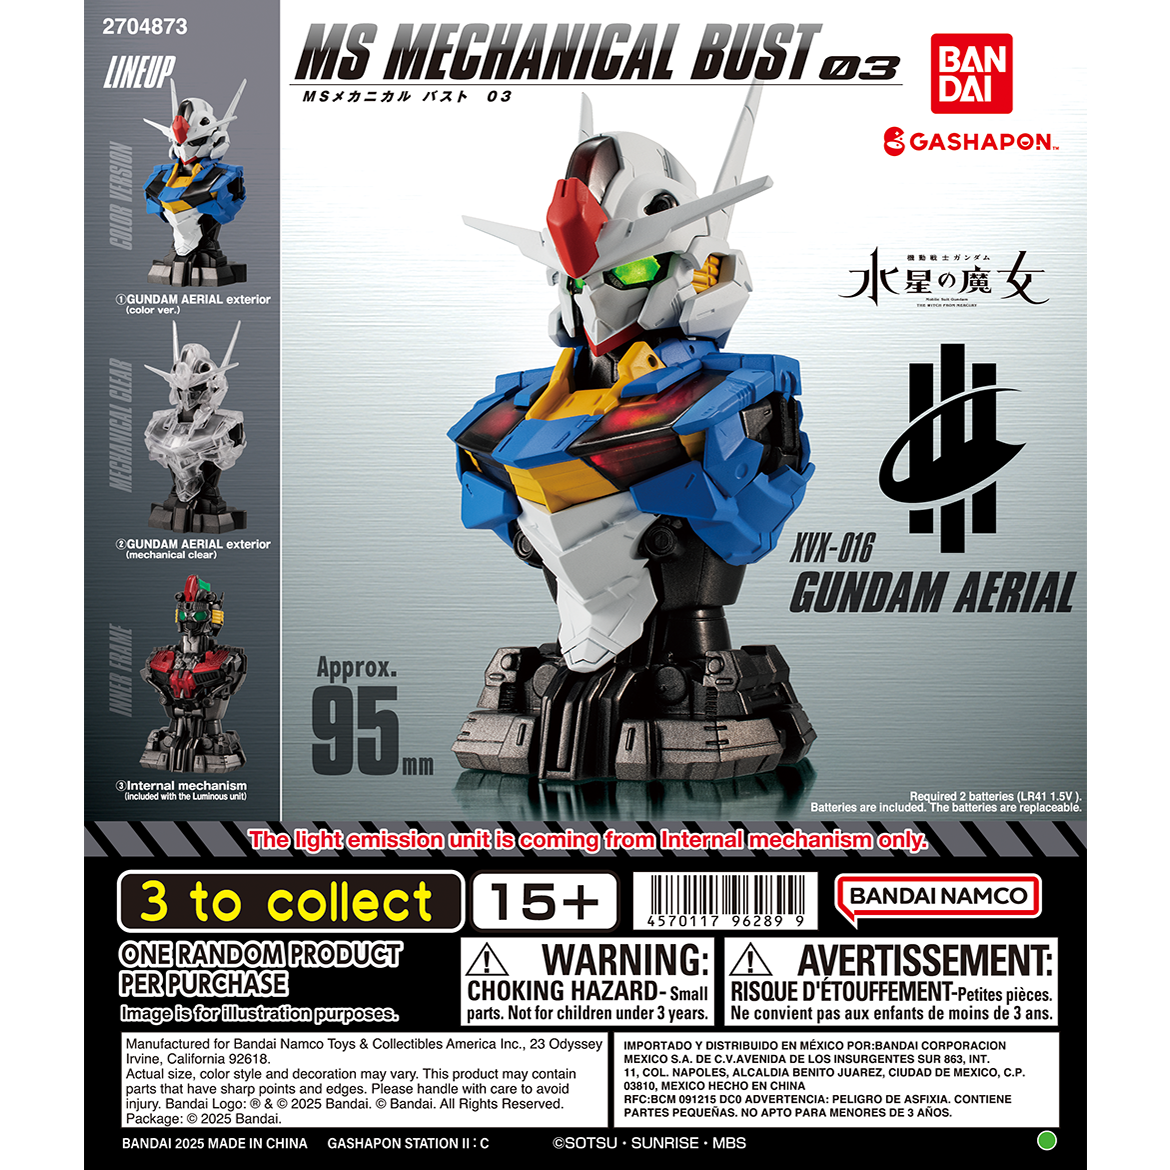 2704873
LINEUP
COLOR VERSION
①GUNDAM AERIAL exterior
(color ver.)
MECHANICAL CLEAR
②GUNDAM AERIAL exterior
(mechanical clear)
INNER FRAME
③Internal mechanism
(included with the Luminous unit)
MS MECHANICAL BUST 03
MSメカニカル バスト 03
BAN
DAI
GASHAPON™
機動戦士ガンダム
水星の魔女
Mobile Suit Gundam
THE WITCH FROM MERCURY
XVX-016
GUNDAM AERIAL
Approx.
95mm
Required 2 batteries (LR41 1.5V ).
Batteries are included. The batteries are replaceable.
The light emission unit is coming from Internal mechanism only.
3 to collect
15+
4570117 96289 9
BANDAI NAMCO
ONE RANDOM PRODUCT
PER PURCHASE
Image is for illustration purposes.
WARNING:
CHOKING HAZARD- Small
parts. Not for children under 3 years.
AVERTISSEMENT:
RISQUE D'ÉTOUFFEMENT-Petites pièces.
Ne convient pas aux enfants de moins de 3 ans.
Manufactured for Bandai Namco Toys & Collectibles America Inc., 23 Odyssey
Irvine, California 92618.
Actual size, color style and decoration may vary. This product may contain
parts that have sharp points and edges. Please handle with care to avoid
injury. Bandai Logo: ® & © 2025 Bandai. © Bandai. All Rights Reserved.
Package: © 2025 Bandai.
IMPORTADO Y DISTRIBUIDO EN MÉXICO POR:BANDAI CORPORACION
MEXICO S.A. DE C.V.AVENIDA DE LOS INSURGENTES SUR 863, INT.
11, COL. NAPOLES, ALCALDIA BENITO JUAREZ, CIUDAD DE MEXICO, C.P.
03810, MEXICO HECHO EN CHINA
RFC:BCM 091215 DC0 ADVERTENCIA: PELIGRO DE ASFIXIA. CONTIENE
PARTES PEQUEÑAS. NO APTO PARA MENORES DE 3 AÑOS.
BANDAI 2025 MADE IN CHINA
GASHAPON STATION II : C
©SOTSU・SUNRISE・MBS